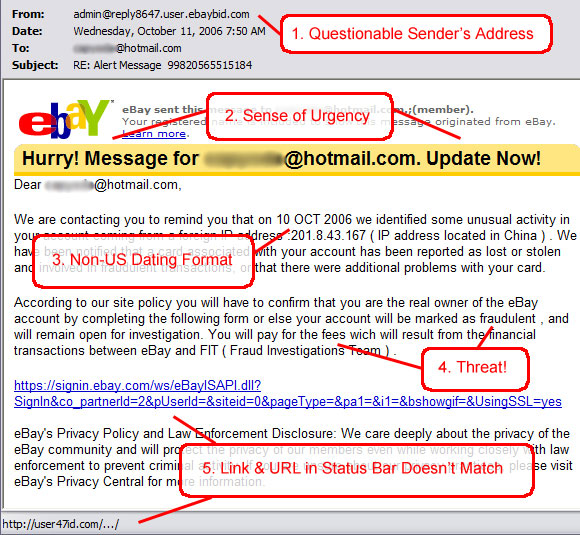 From: admin@reply8647.user.ebaybid.com
Date: Wednesday, October 11, 2006 7:50 AM
To: @hotmail.com
Subject: RE: Alert Message 99820565515184
1. Questionable Sender's Address
ebaY
eBay sent this message to @hotmail.com.;(member).
Your registered name is included to show this message originated from eBay.
Learn more.
2. Sense of Urgency
Hurry! Message for @hotmail.com. Update Now!
Dear @hotmail.com,
We are contacting you to remind you that on 10 OCT 2006 we identified some unusual activity in
your account coming from a foreign IP address :201.8.43.167 ( IP address located in China ) . We
have been notified that a card associated with your account has been reported as lost or stolen
and involved in fraudulent transactions, or that there were additional problems with your card.
3. Non-US Dating Format
According to our site policy you will have to confirm that you are the real owner of the eBay
account by completing the following form or else your account will be marked as fraudulent , and
will remain open for investigation. You will pay for the fees wich will result from the financial
transactions between eBay and FIT ( Fraud Investigations Team ) .
4. Threat!
https://signin.ebay.com/ws/eBayISAPI.dll?
SignIn&co_partnerId=2&pUserId=&siteid=0&pageType=&pa1=&i1=&bshowgif=&UsingSSL=yes
eBay's Privacy Policy and Law Enforcement Disclosure: We care deeply about the privacy of the
eBay community and will protect the privacy of our members even while working closely with law
enforcement to prevent criminal please visit
eBay's Privacy Central for more information.
5. Link & URL in Status Bar Doesn't Match
http://user47id.com/.../